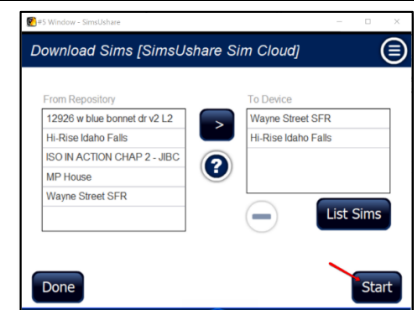 #5 Window - SimsUshare
Download Sims [SimsUshare Sim Cloud]
From Repository
12926 w blue bonnet dr v2 L2
Hi-Rise Idaho Falls
ISO IN ACTION CHAP 2 - JIBC
MP House
Wayne Street SFR
>
?
To Device
Wayne Street SFR
Hi-Rise Idaho Falls
List Sims
Done
Start